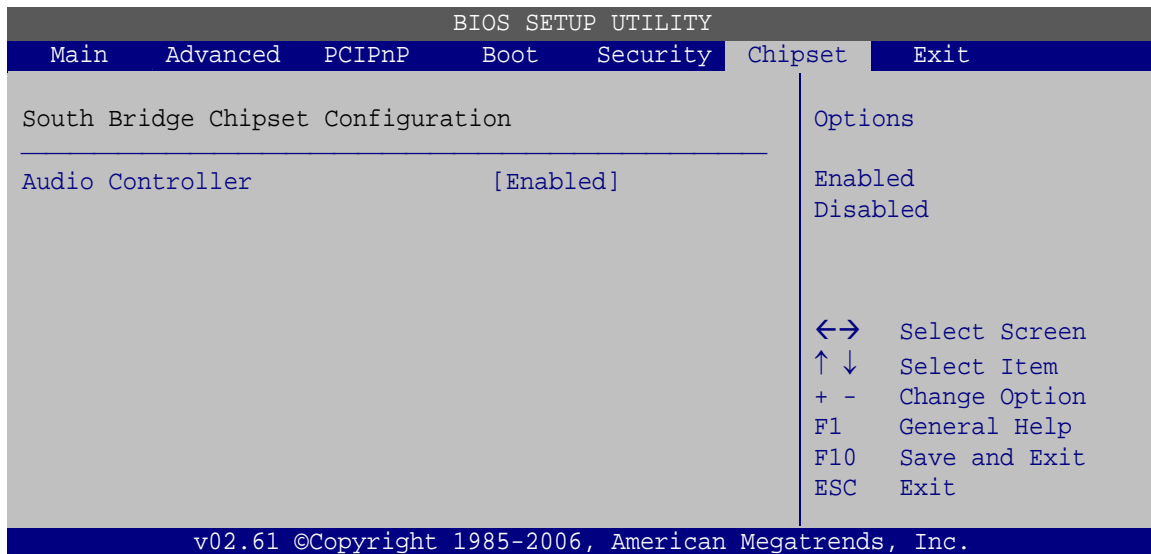 BIOS SETUP UTILITY
Main Advanced PCIPnP Boot Security Chipset Exit
South Bridge Chipset Configuration
Audio Controller [Enabled]
Options
Enabled
Disabled
←→ Select Screen
↑ ↓ Select Item
+ - Change Option
F1 General Help
F10 Save and Exit
ESC Exit
v02.61 ©Copyright 1985-2006, American Megatrends, Inc.